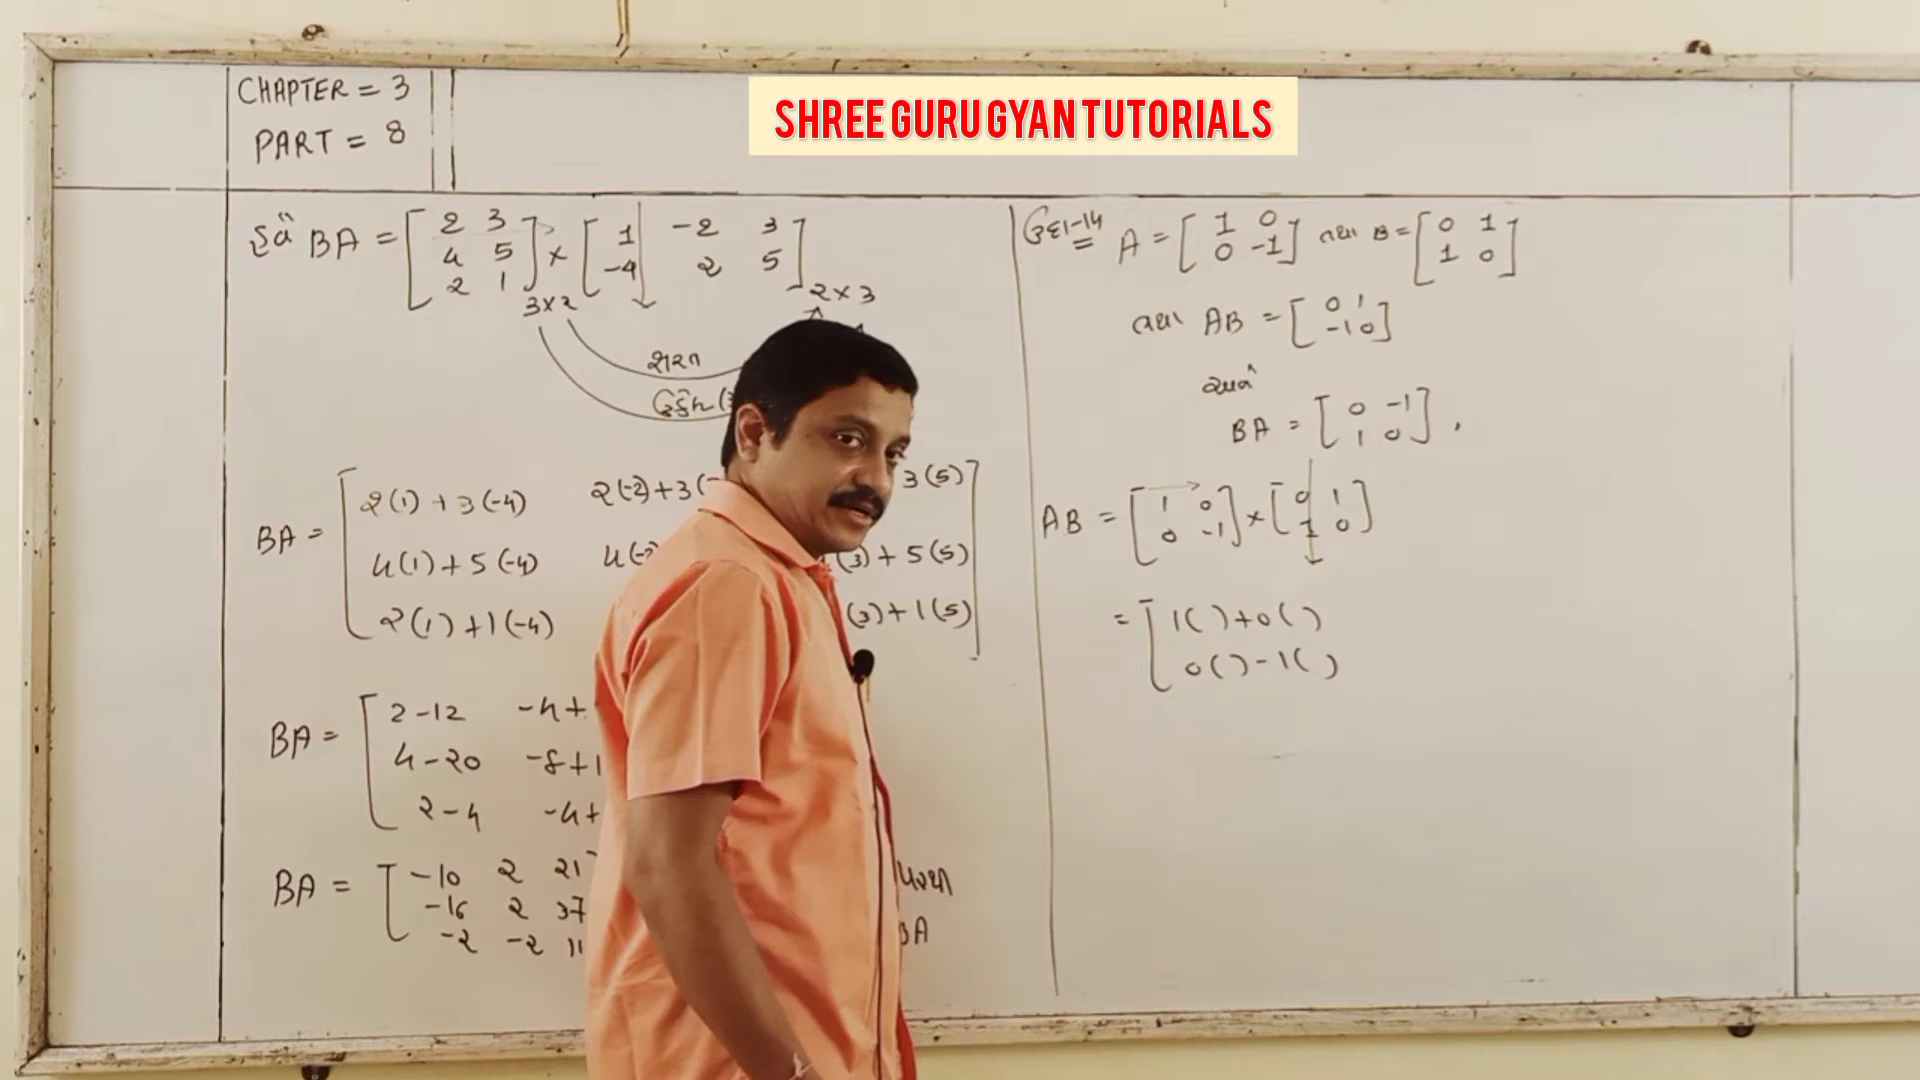 SHREE GURU GYAN TUTORIALS
CHAPTER = 3
PART = 8
હવે BA = [ 2 3 ] × [ 1 -2 3 ]
4 5 -4 2 5
2 1
3×2 2×3
શરત
BA = [ 2(1) + 3(-4) 2(-2)+3(- 3(5) ]
4(1) + 5(-4) 4(-2) (3) + 5(5)
2(1) + 1(-4) (3) + 1(5)
BA = [ 2-12 -4+
4-20 -8+1
2-4 -4+
BA = [ -10 2 21
-16 2 37
-2 -2 11
BA
ઉદા-14 A = [ 1 0 ] તથા B = [ 0 1 ]
0 -1 1 0
તથા AB = [ 0 1 ]
-1 0
અને
BA = [ 0 -1 ] ,
1 0
AB = [ 1 0 ] × [ 0 1 ]
0 -1 1 0
= [ 1( )+0( )
0( )-1( )